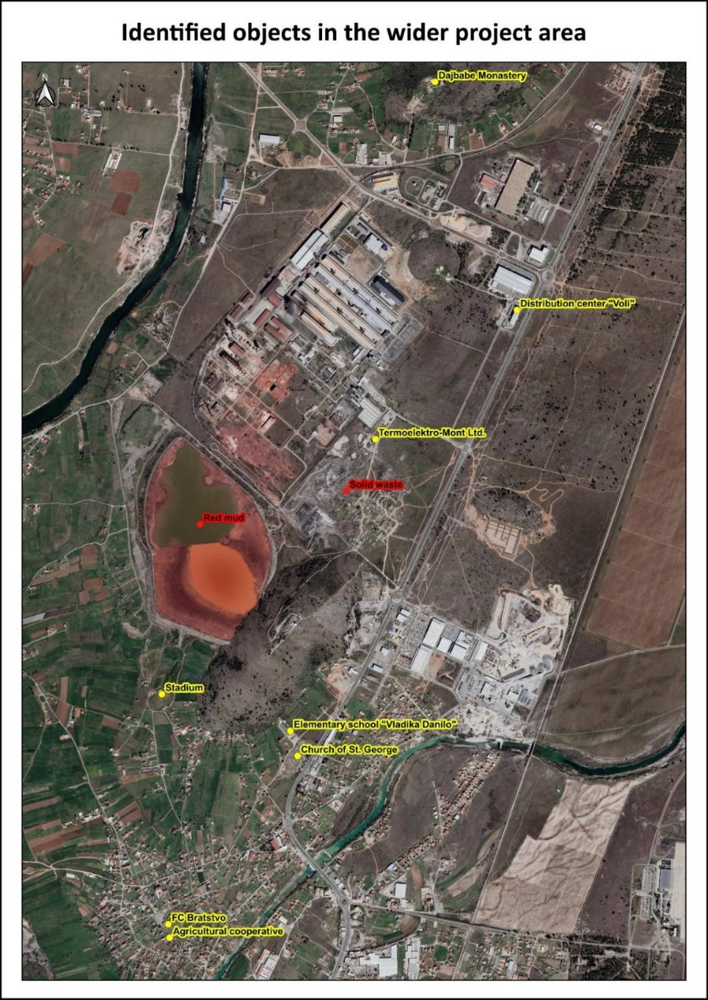 Identified objects in the wider project area
N
Dajbabe Monastery
Distribution center "Voli"
Termoelektro-Mont Ltd.
Solid waste
Red mud
Stadium
Elementary school "Vladika Danilo"
Church of St. George
FC Bratstvo
Agricultural cooperative